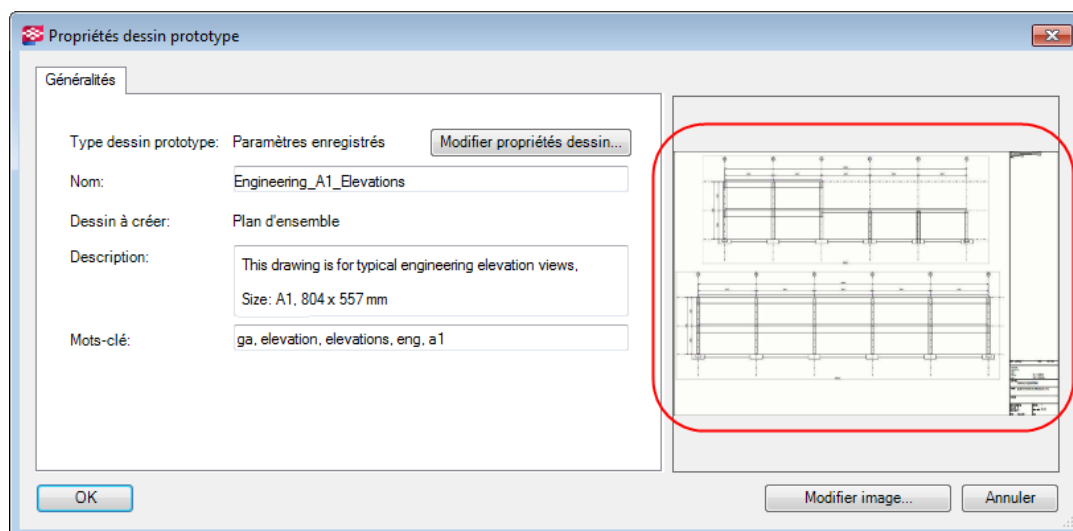 Propriétés dessin prototype
Généralités
Type dessin prototype: Paramètres enregistrés Modifier propriétés dessin...
Nom: Engineering_A1_Elevations
Dessin à créer: Plan d'ensemble
Description: This drawing is for typical engineering elevation views,
Size: A1, 804 x 557 mm
Mots-clé: ga, elevation, elevations, eng, a1
OK Modifier image... Annuler